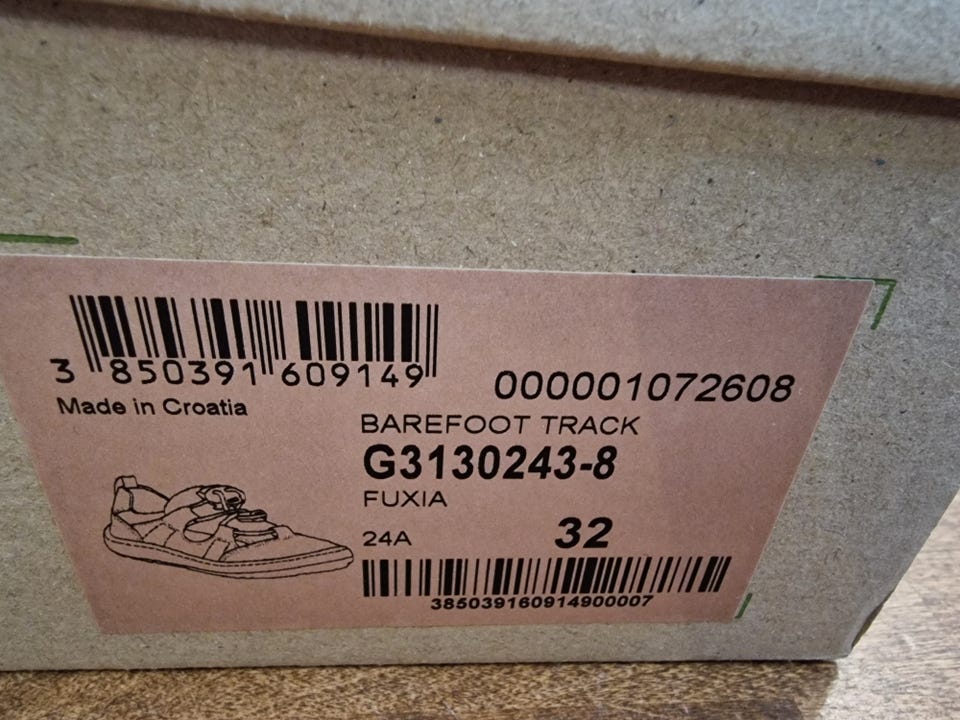 3 850391 609149
000001072608
Made in Croatia
BAREFOOT TRACK
G3130243-8
FUXIA
24A 32
385039160914900007